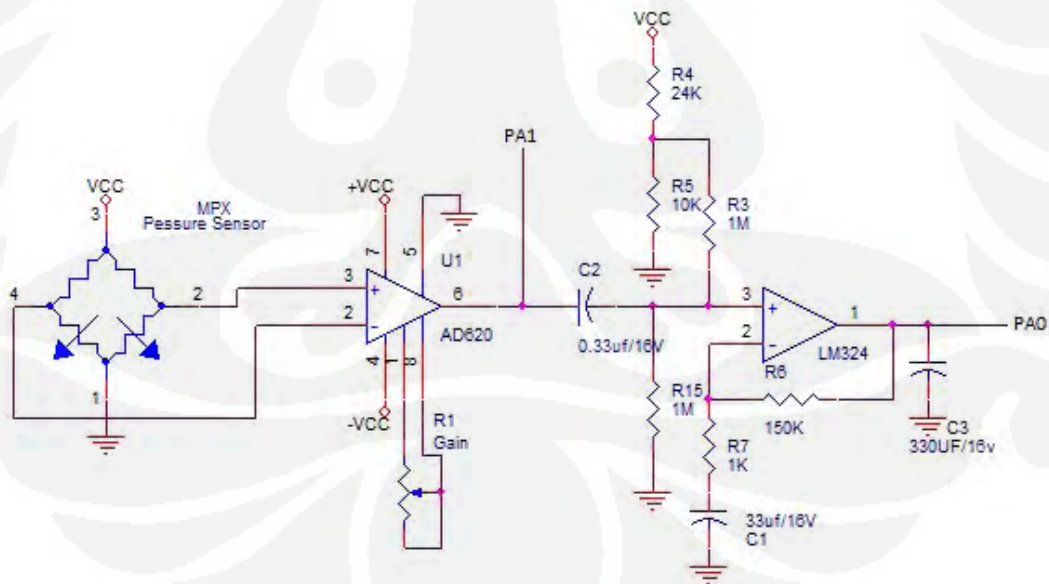 VCC
R4
24K
PA1
R5
10K
R3
1M
VCC
3
MPX
Pessure Sensor
+VCC
7
5
U1
4
2
3
+
2
-
6
AD620
C2
0.33uf/16V
3
+
2
-
1
LM324
PA0
1
4
1
8
-VCC
R1
Gain
R15
1M
R6
150K
R7
1K
C3
330UF/16v
33uf/16V
C1